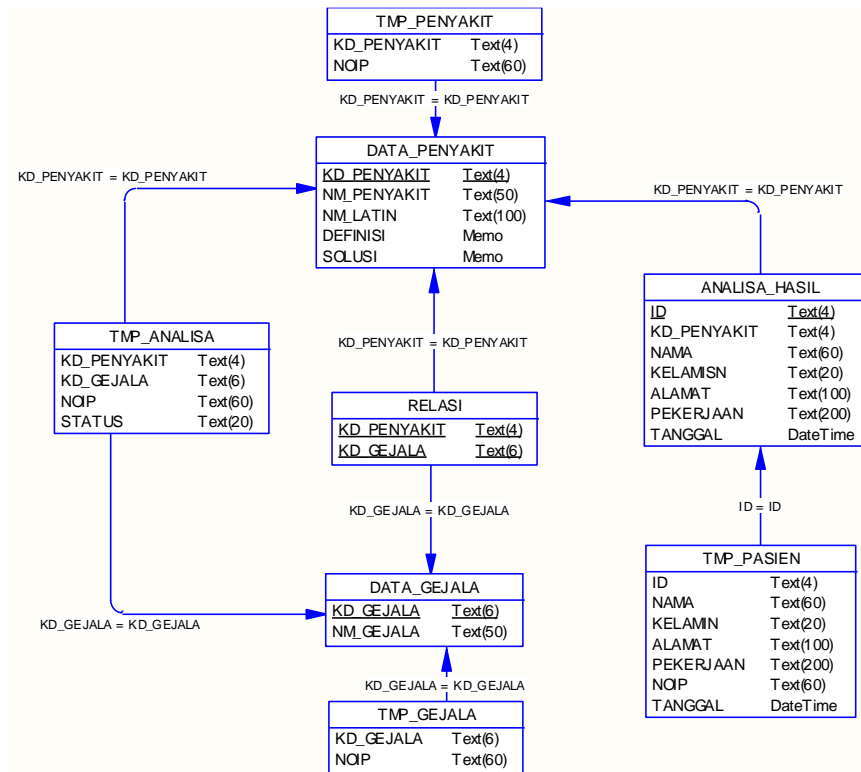 TMP_PENYAKIT
KD_PENYAKIT Text(4)
NOIP Text(60)
KD_PENYAKIT = KD_PENYAKIT
DATA_PENYAKIT
KD_PENYAKIT Text(4)
NM_PENYAKIT Text(50)
NM_LATIN Text(100)
DEFINISI Memo
SOLUSI Memo
KD_PENYAKIT = KD_PENYAKIT
KD_PENYAKIT = KD_PENYAKIT
ANALISA_HASIL
ID Text(4)
KD_PENYAKIT Text(4)
NAMA Text(60)
KELAMISN Text(20)
ALAMAT Text(100)
PEKERJAAN Text(200)
TANGGAL DateTime
TMP_ANALISA
KD_PENYAKIT Text(4)
KD_GEJALA Text(6)
NOIP Text(60)
STATUS Text(20)
KD_PENYAKIT = KD_PENYAKIT
RELASI
KD_PENYAKIT Text(4)
KD_GEJALA Text(6)
KD_GEJALA = KD_GEJALA
ID = ID
TMP_PASIEN
ID Text(4)
NAMA Text(60)
KELAMIN Text(20)
ALAMAT Text(100)
PEKERJAAN Text(200)
NOIP Text(60)
TANGGAL DateTime
DATA_GEJALA
KD_GEJALA Text(6)
NM_GEJALA Text(50)
KD_GEJALA = KD_GEJALA
KD_GEJALA = KD_GEJALA
TMP_GEJALA
KD_GEJALA Text(6)
NOIP Text(60)